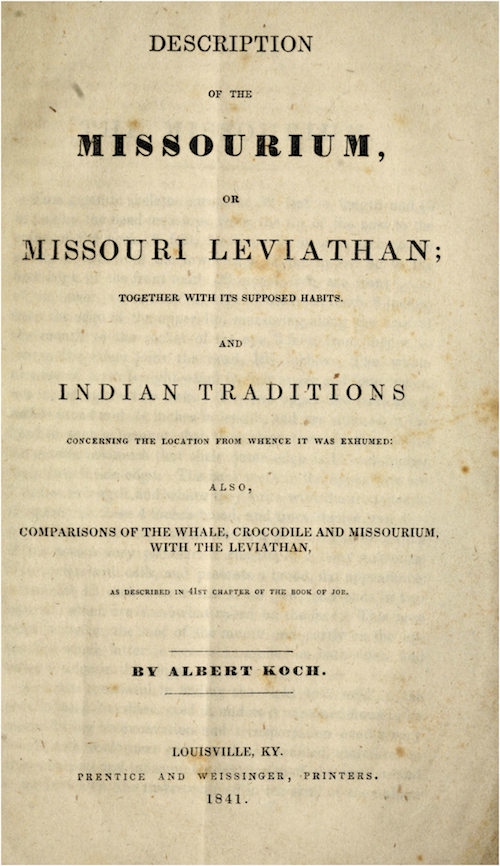 DESCRIPTION
OF THE
MISSOURIUM,
OR
MISSOURI LEVIATHAN;
TOGETHER WITH ITS SUPPOSED HABITS.
AND
INDIAN TRADITIONS
CONCERNING THE LOCATION FROM WHENCE IT WAS EXHUMED:
ALSO,
COMPARISONS OF THE WHALE, CROCODILE AND MISSOURIUM,
WITH THE LEVIATHAN,
AS DESCRIBED IN 41ST CHAPTER OF THE BOOK OF JOB.
BY ALBERT KOCH.
LOUISVILLE, KY.
PRENTICE AND WEISSINGER, PRINTERS.
1841.